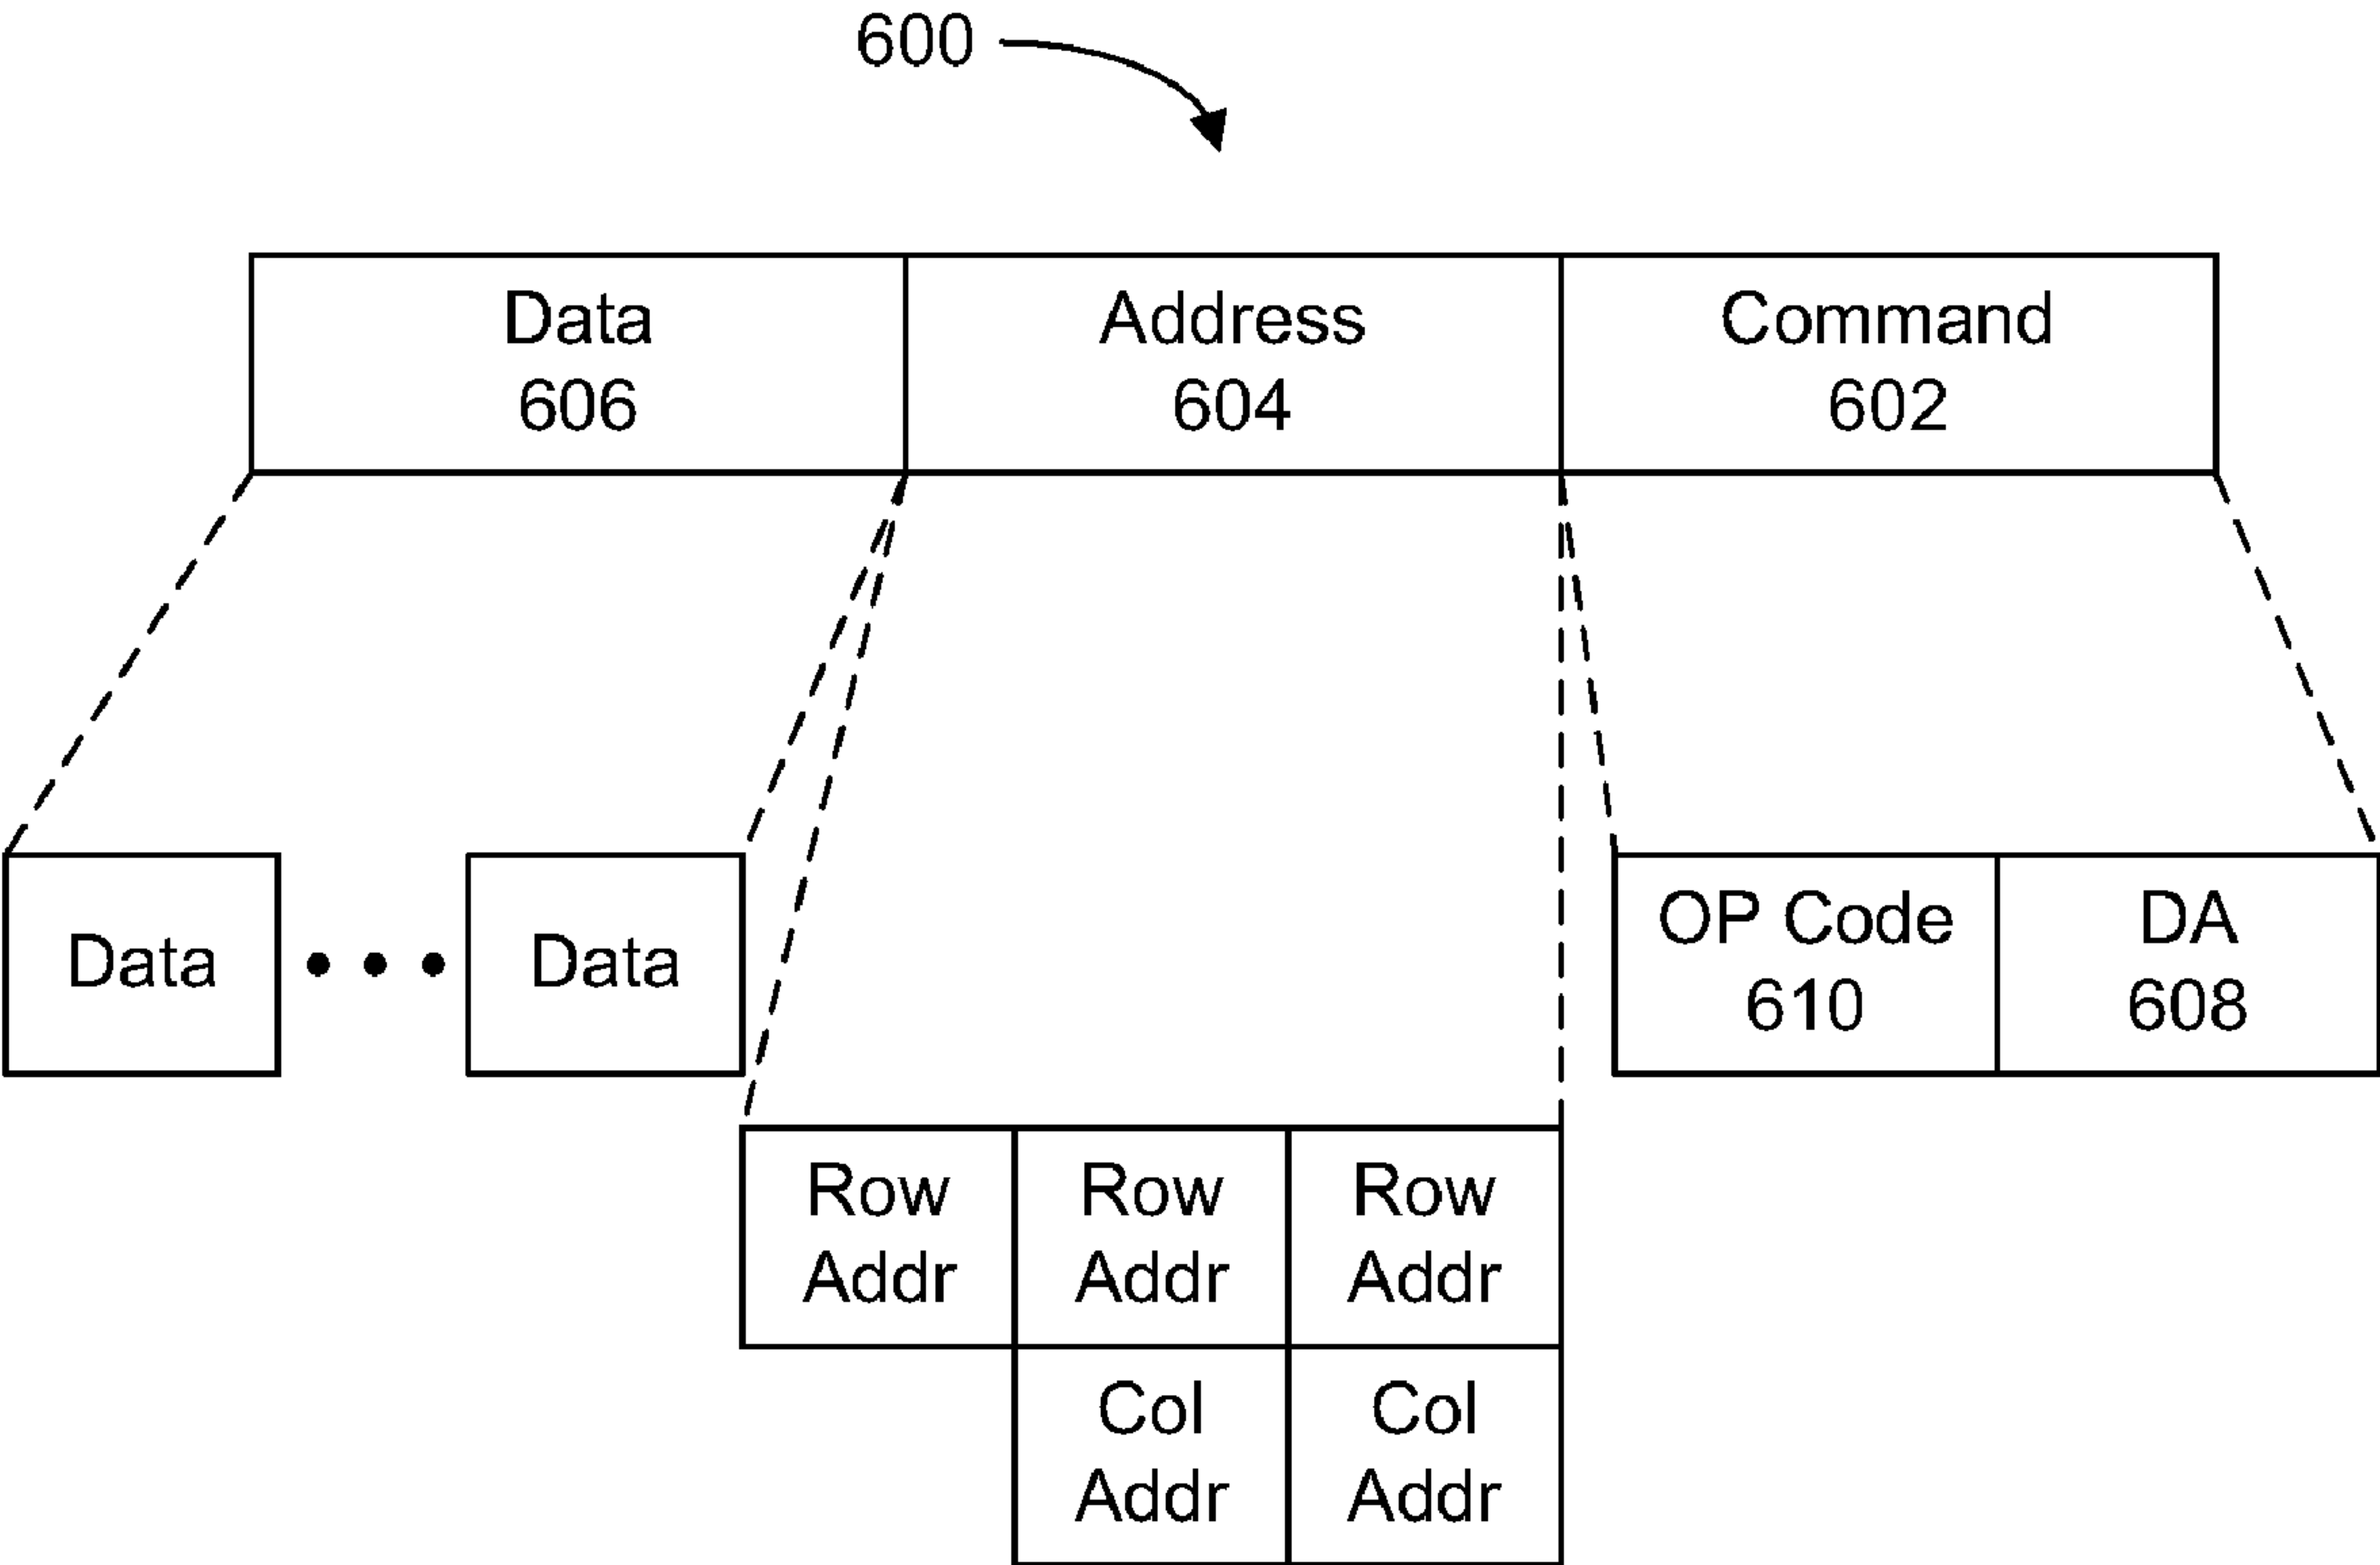 600
Data
606
Address
604
Command
602
Data
Data
OP Code
610
DA
608
Row
Addr
Row
Addr
Row
Addr
Col
Addr
Col
Addr